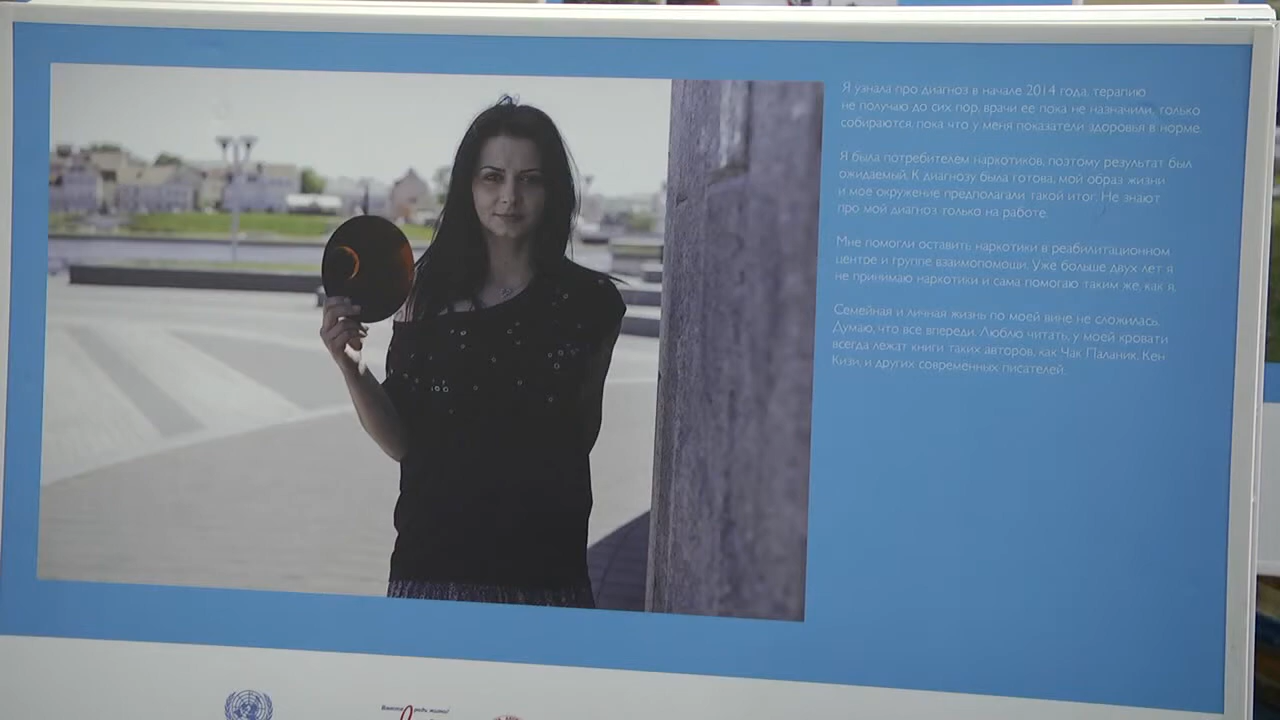 Я узнала про диагноз в начале 2014 года, терапию
не получаю до сих пор, врачи ее пока не назначили, только
собираются, пока что у меня показатели здоровья в норме.
Я была потребителем наркотиков, поэтому результат был
ожидаемый. К диагнозу была готова, мой образ жизни
и мое окружение предполагали такой итог. Не знают
про мой диагноз только на работе.
Мне помогли оставить наркотики в реабилитационном
центре и группе взаимопомощи. Уже больше двух лет я
не принимаю наркотики и сама помогаю таким же, как я.
Семейная и личная жизнь по моей вине не сложилась.
Думаю, что все впереди. Люблю читать, у моей кровати
всегда лежат книги таких авторов, как Чак Паланик, Кен
Кизи, и других современных писателей.